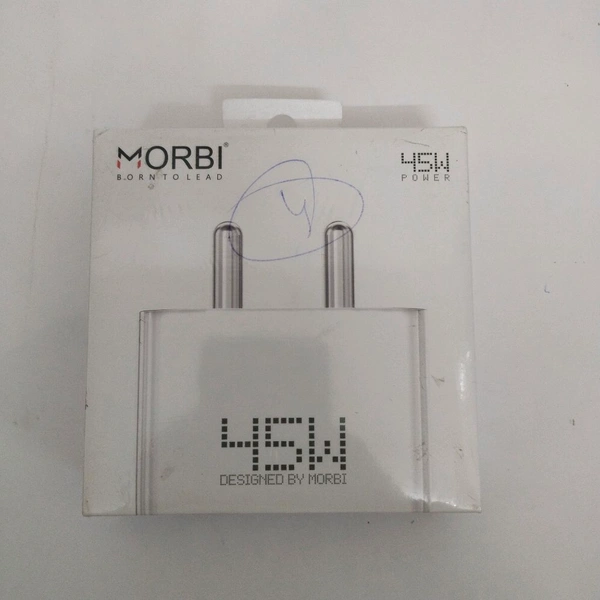 MORBI®
BORN TO LEAD
45W
POWER
45W
DESIGNED BY MORBI